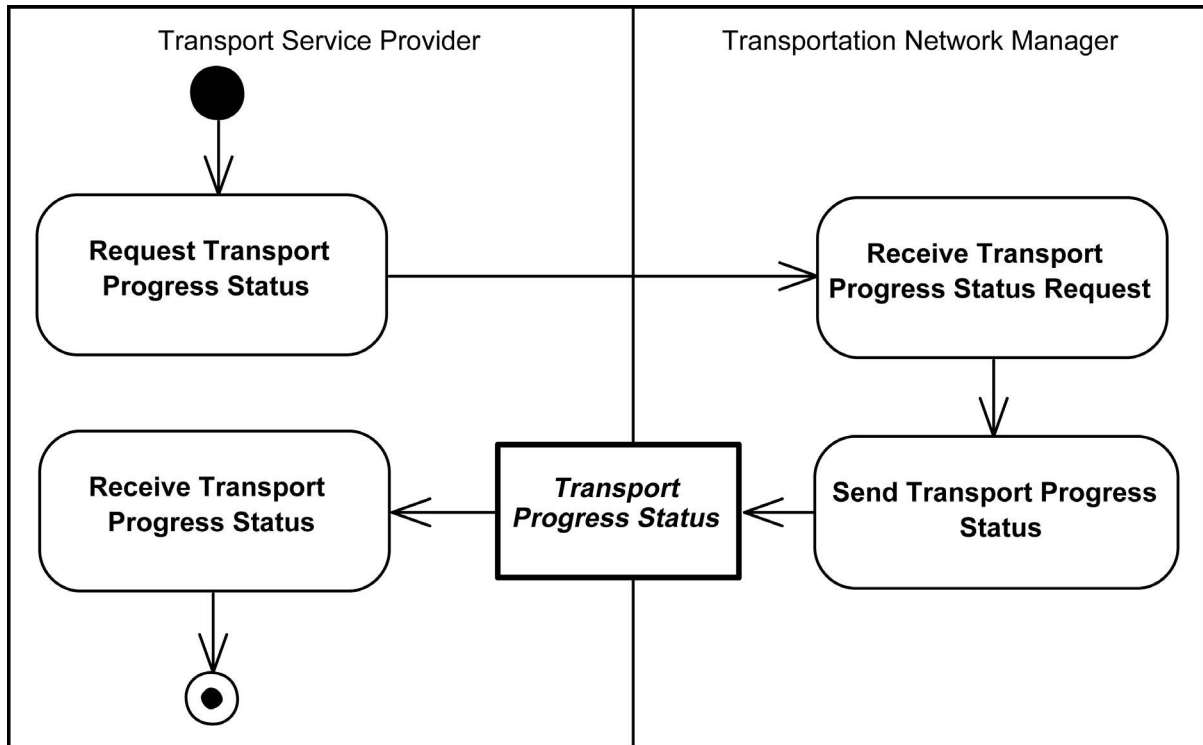 Transport Service Provider
Transportation Network Manager
Request Transport
Progress Status
Receive Transport
Progress Status Request
Receive Transport
Progress Status
Transport
Progress Status
Send Transport Progress
Status